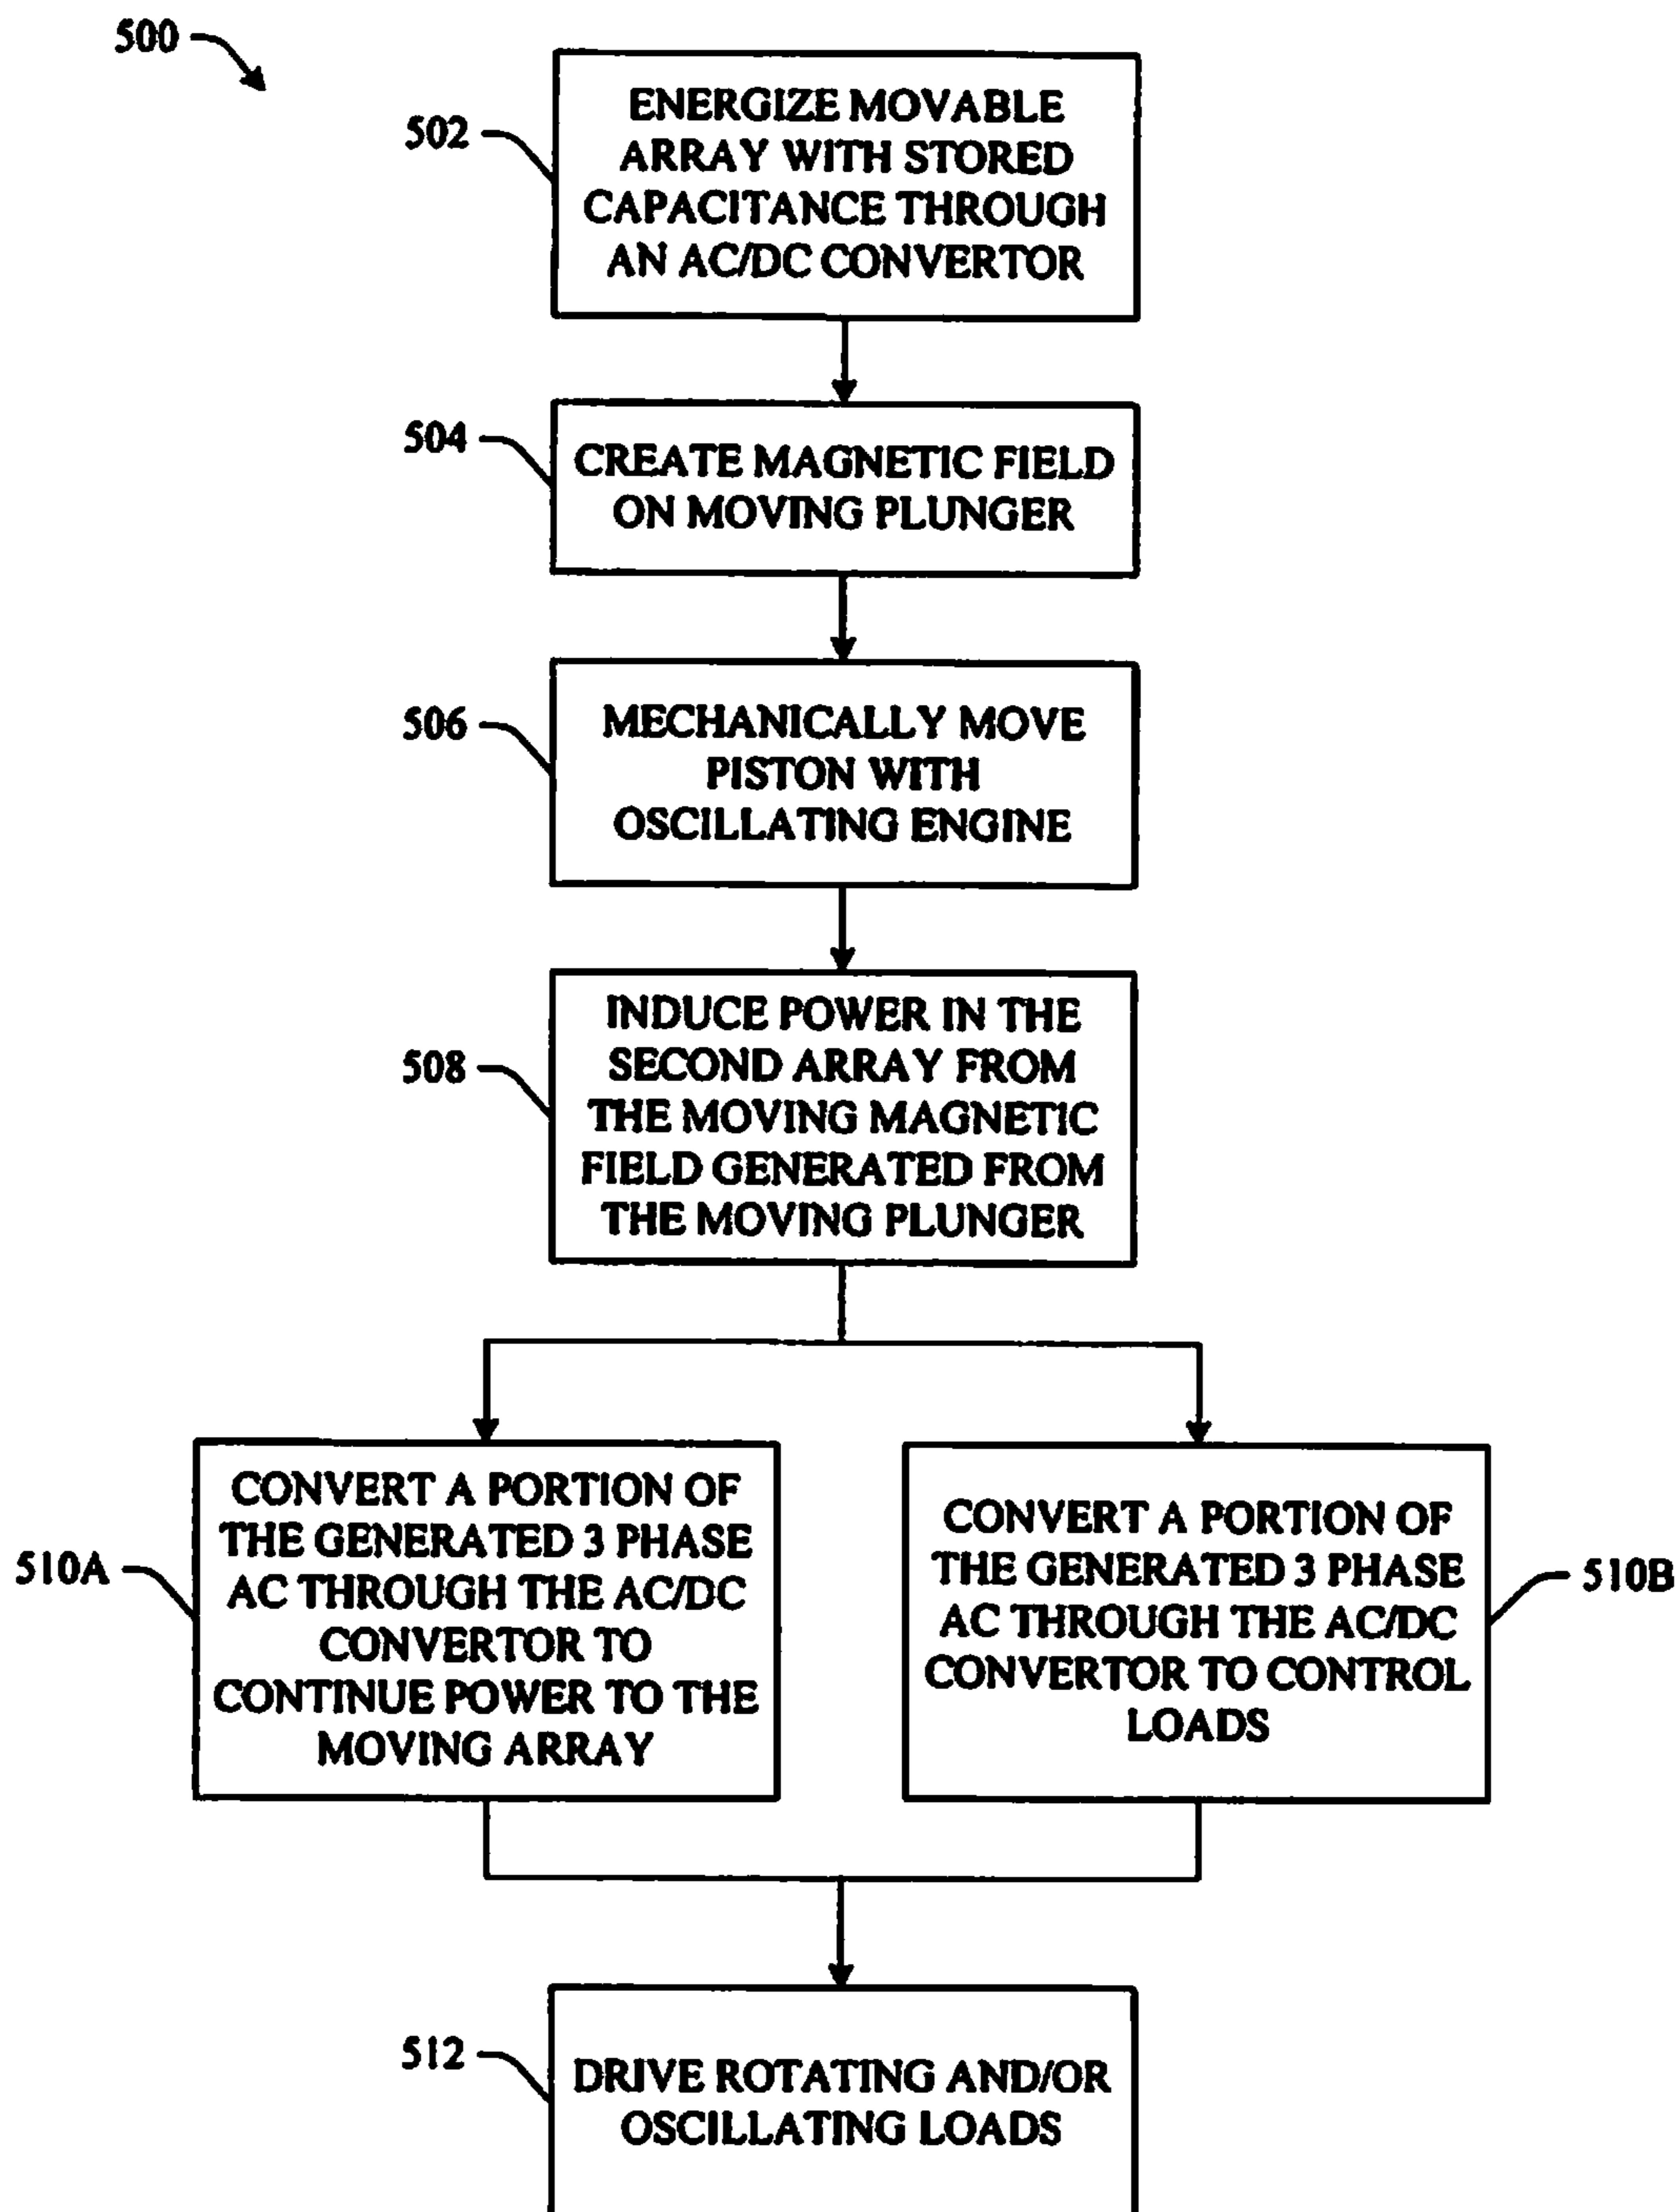 500
502
ENERGIZE MOVABLE
ARRAY WITH STORED
CAPACITANCE THROUGH
AN AC/DC CONVERTOR
504
CREATE MAGNETIC FIELD
ON MOVING PLUNGER
506
MECHANICALLY MOVE
PISTON WITH
OSCILLATING ENGINE
508
INDUCE POWER IN THE
SECOND ARRAY FROM
THE MOVING MAGNETIC
FIELD GENERATED FROM
THE MOVING PLUNGER
510A
CONVERT A PORTION OF
THE GENERATED 3 PHASE
AC THROUGH THE AC/DC
CONVERTOR TO
CONTINUE POWER TO THE
MOVING ARRAY
CONVERT A PORTION OF
THE GENERATED 3 PHASE
AC THROUGH THE AC/DC
CONVERTOR TO CONTROL
LOADS
510B
512
DRIVE ROTATING AND/OR
OSCILLATING LOADS